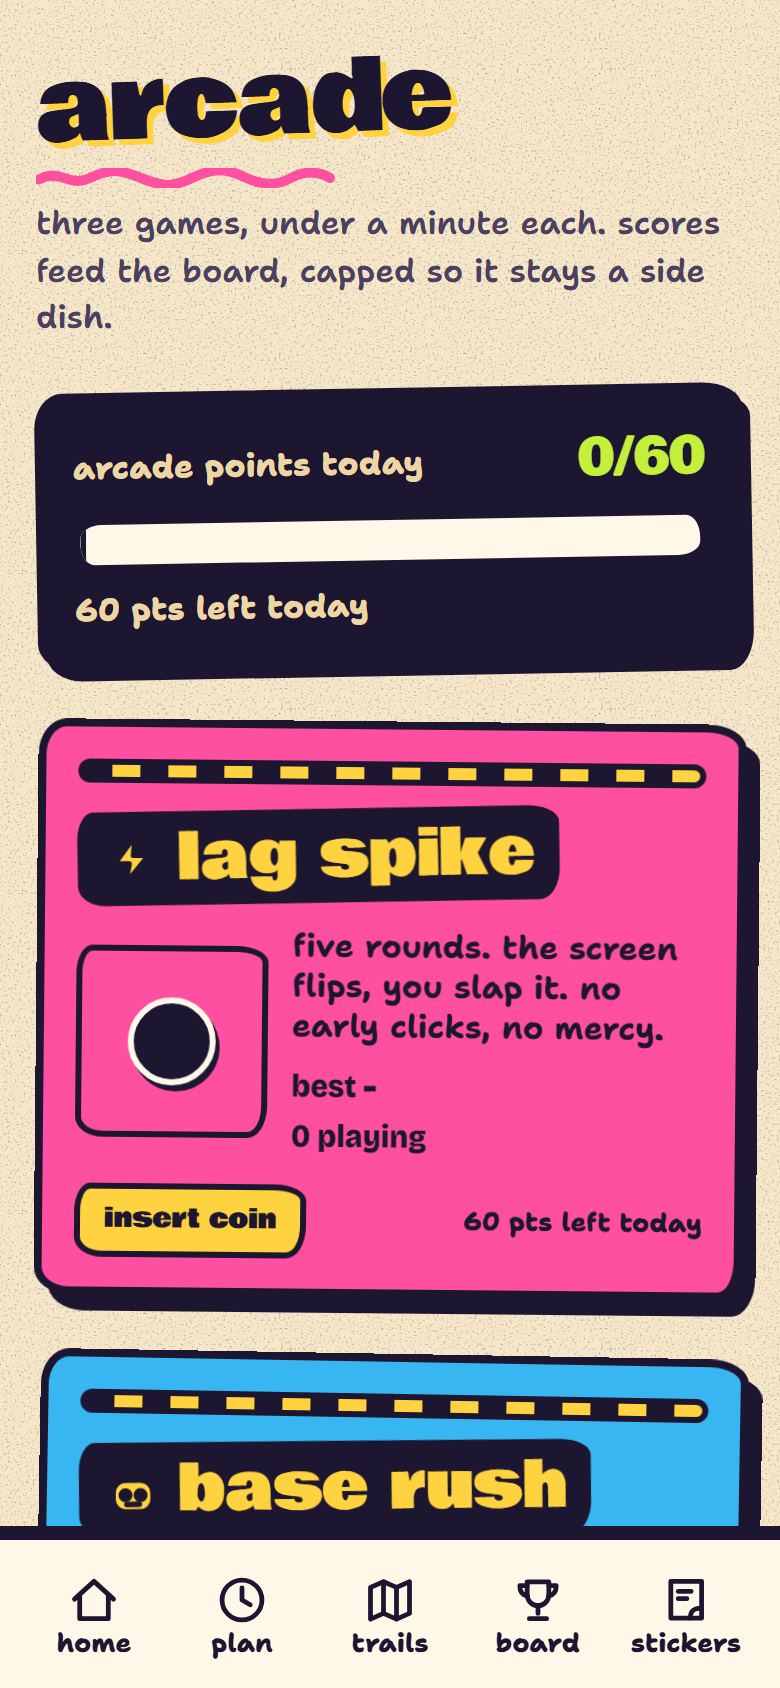 arcade
three games, under a minute each. scores
feed the board, capped so it stays a side
dish.
arcade points today
0/60
60 pts left today
lag spike
five rounds. the screen
flips, you slap it. no
early clicks, no mercy.
best -
0 playing
insert coin
60 pts left today
base rush
home
plan
trails
board
stickers